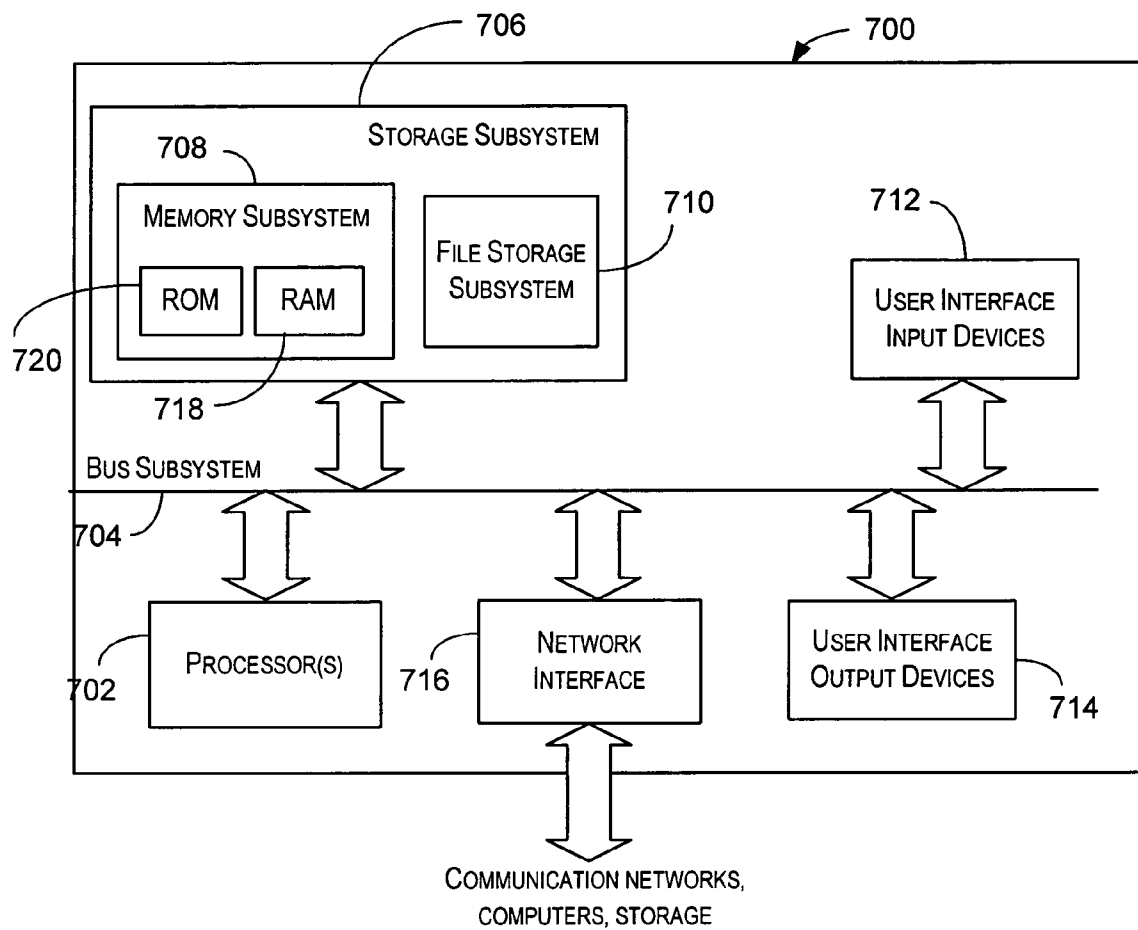 706
700
STORAGE SUBSYSTEM
708
MEMORY SUBSYSTEM
710
712
FILE STORAGE
SUBSYSTEM
ROM
RAM
USER INTERFACE
INPUT DEVICES
720
718
BUS SUBSYSTEM
704
PROCESSOR(S)
702
NETWORK
INTERFACE
716
USER INTERFACE
OUTPUT DEVICES
714
COMMUNICATION NETWORKS,
COMPUTERS, STORAGE